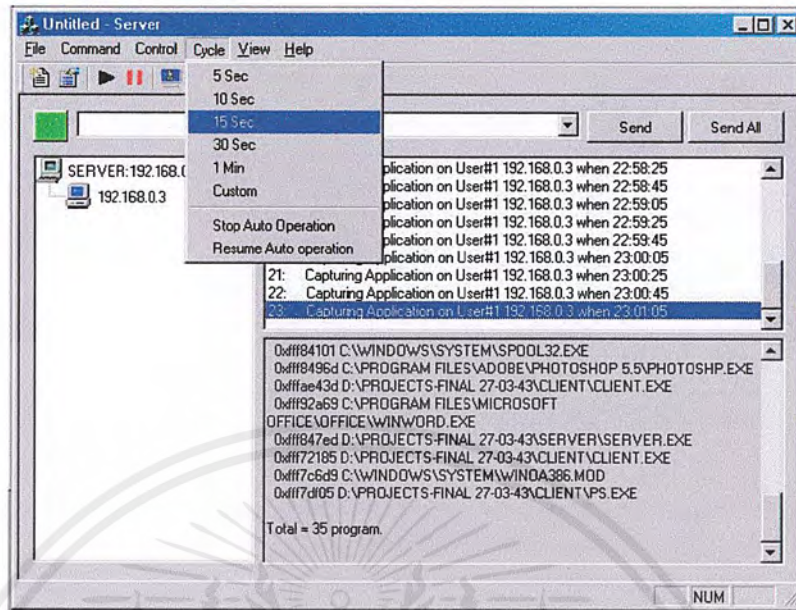 Untitled - Server
File Command Control Cycle View Help
5 Sec
10 Sec
15 Sec
30 Sec
1 Min
Custom
Stop Auto Operation
Resume Auto operation
Send
Send All
SERVER:192.168.0
192.168.0.3
plication on User#1 192.168.0.3 when 22:58:25
plication on User#1 192.168.0.3 when 22:58:45
plication on User#1 192.168.0.3 when 22:59:05
plication on User#1 192.168.0.3 when 22:59:25
plication on User#1 192.168.0.3 when 22:59:45
plication on User#1 192.168.0.3 when 23:00:05
21: Capturing Application on User#1 192.168.0.3 when 23:00:25
22: Capturing Application on User#1 192.168.0.3 when 23:00:45
23: Capturing Application on User#1 192.168.0.3 when 23:01:05
0xfff84101 C:\WINDOWS\SYSTEM\SPOOL32.EXE
0xfff8496d C:\PROGRAM FILES\ADOBE\PHOTOSHOP 5.5\PHOTOSHP.EXE
0xfffae43d D:\PROJECTS-FINAL 27-03-43\CLIENT\CLIENT.EXE
0xfff92a69 C:\PROGRAM FILES\MICROSOFT
OFFICE\OFFICE\WINWORD.EXE
0xfff847ed D:\PROJECTS-FINAL 27-03-43\SERVER\SERVER.EXE
0xfff72185 D:\PROJECTS-FINAL 27-03-43\CLIENT\CLIENT.EXE
0xfff7c6d9 C:\WINDOWS\SYSTEM\WINOA386.MOD
0xfff7df05 D:\PROJECTS-FINAL 27-03-43\CLIENT\PS.EXE
Total = 35 program.
NUM